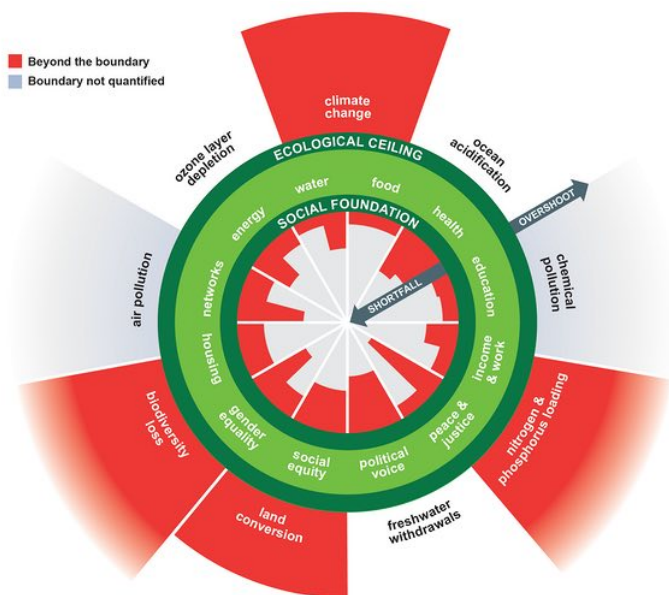 Beyond the boundary
Boundary not quantified
climate
change
ozone layer
depletion
ocean
acidification
ECOLOGICAL CEILING
water
food
energy
health
SOCIAL FOUNDATION
OVERSHOOT
SHORTFALL
air pollution
networks
education
chemical
pollution
housing
income
& work
biodiversity
loss
gender
equality
social
equity
political
voice
peace &
justice
nitrogen &
phosphorus loading
land
conversion
freshwater
withdrawals